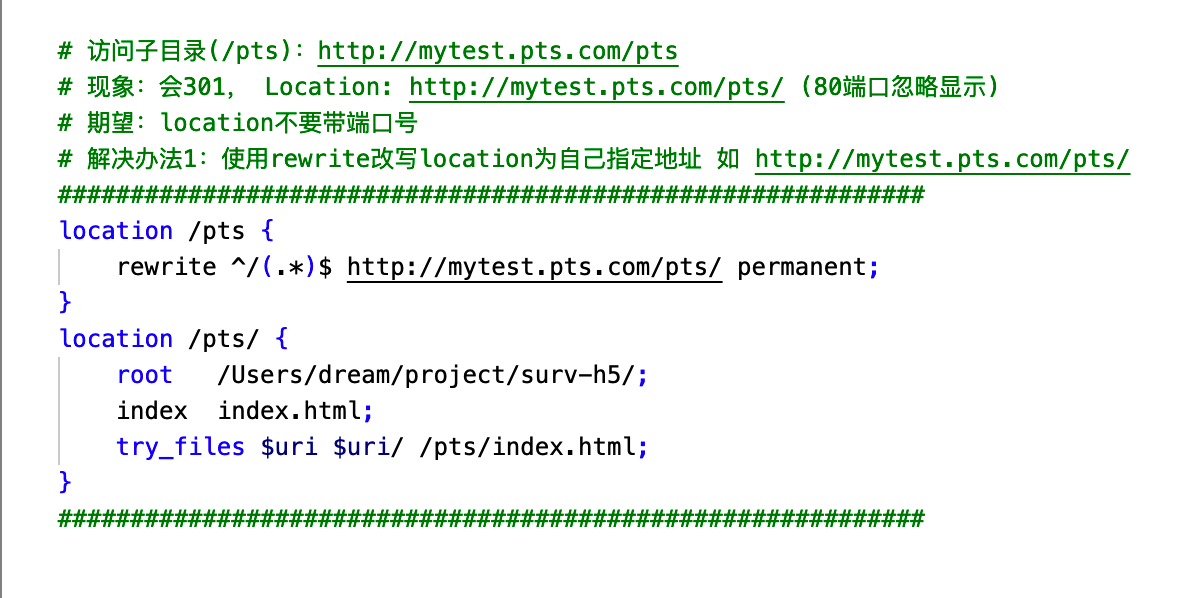 # 访问子目录(/pts)：http://mytest.pts.com/pts
# 现象：会301， Location: http://mytest.pts.com/pts/（80端口忽略显示）
# 期望：location不要带端口号
# 解决办法1：使用rewrite改写location为自己指定地址 如 http://mytest.pts.com/pts/
############################################################
location /pts {
    rewrite ^/(.*)$ http://mytest.pts.com/pts/ permanent;
}
location /pts/ {
    root   /Users/dream/project/surv-h5/;
    index  index.html;
    try_files $uri $uri/ /pts/index.html;
}
############################################################